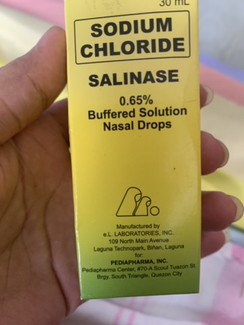 30 mL
SODIUM
CHLORIDE
SALINASE
0.65%
Buffered Solution
Nasal Drops
Manufactured by
e.L. LABORATORIES, INC.
109 North Main Avenue
Laguna Technopark, Biñan, Laguna
for:
PEDIAPHARMA, INC.
Pediapharma Center, #70-A Scout Tuazon St.
Brgy. South Triangle, Quezon City